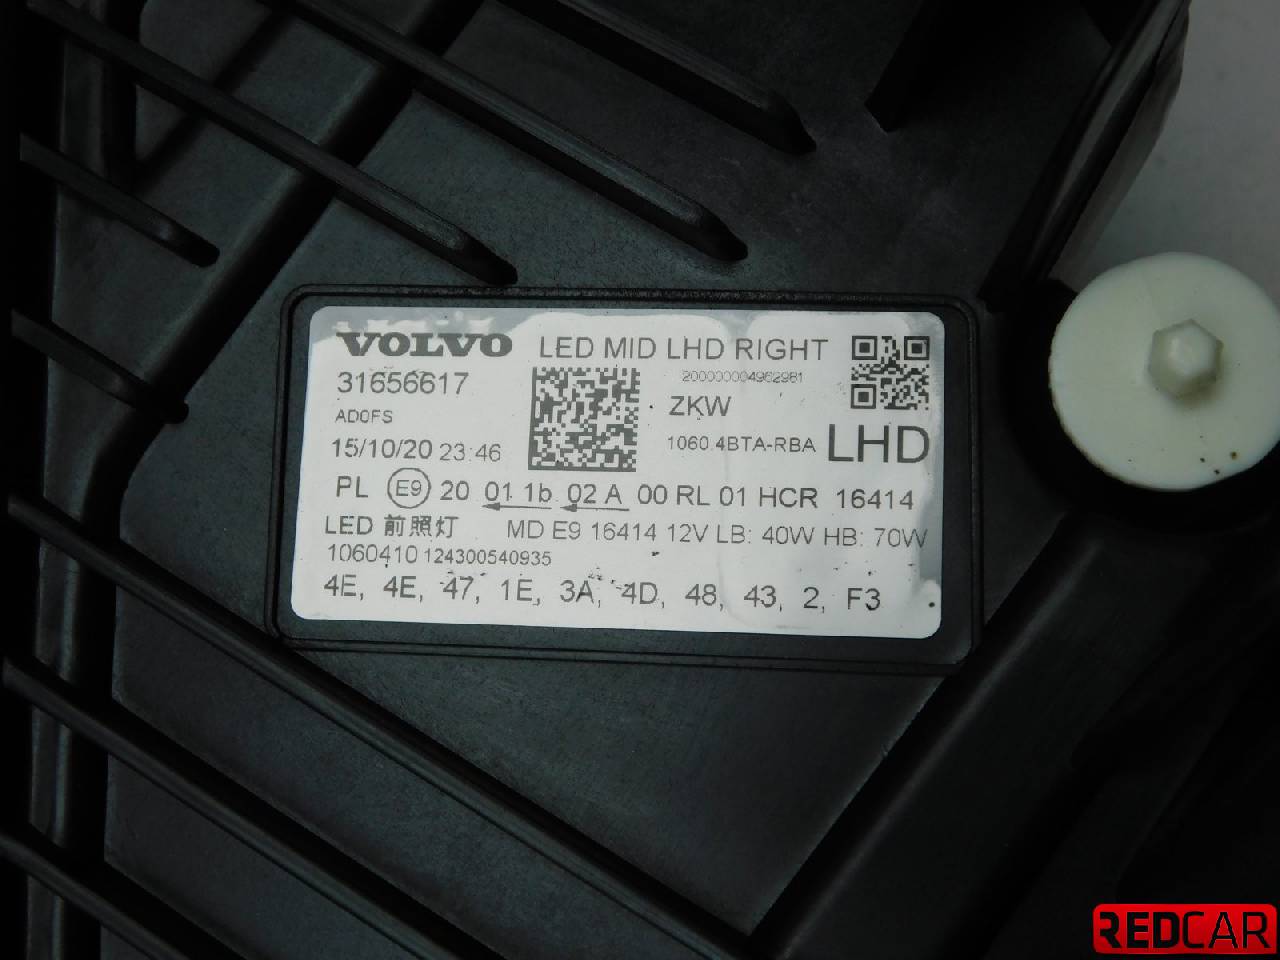 VOLVO LED MID LHD RIGHT
31656617 200000004962981
AD0FS ZKW
15/10/20 23:46 1060.4BTA-RBA LHD
PL E9 20 01 1b 02 A 00 RL 01 HCR 16414
LED 前照灯 MD E9 16414 12V LB: 40W HB: 70W
1060410 124300540935
4E, 4E, 47, 1E, 3A, 4D, 48, 43, 2, F3
REDCAR